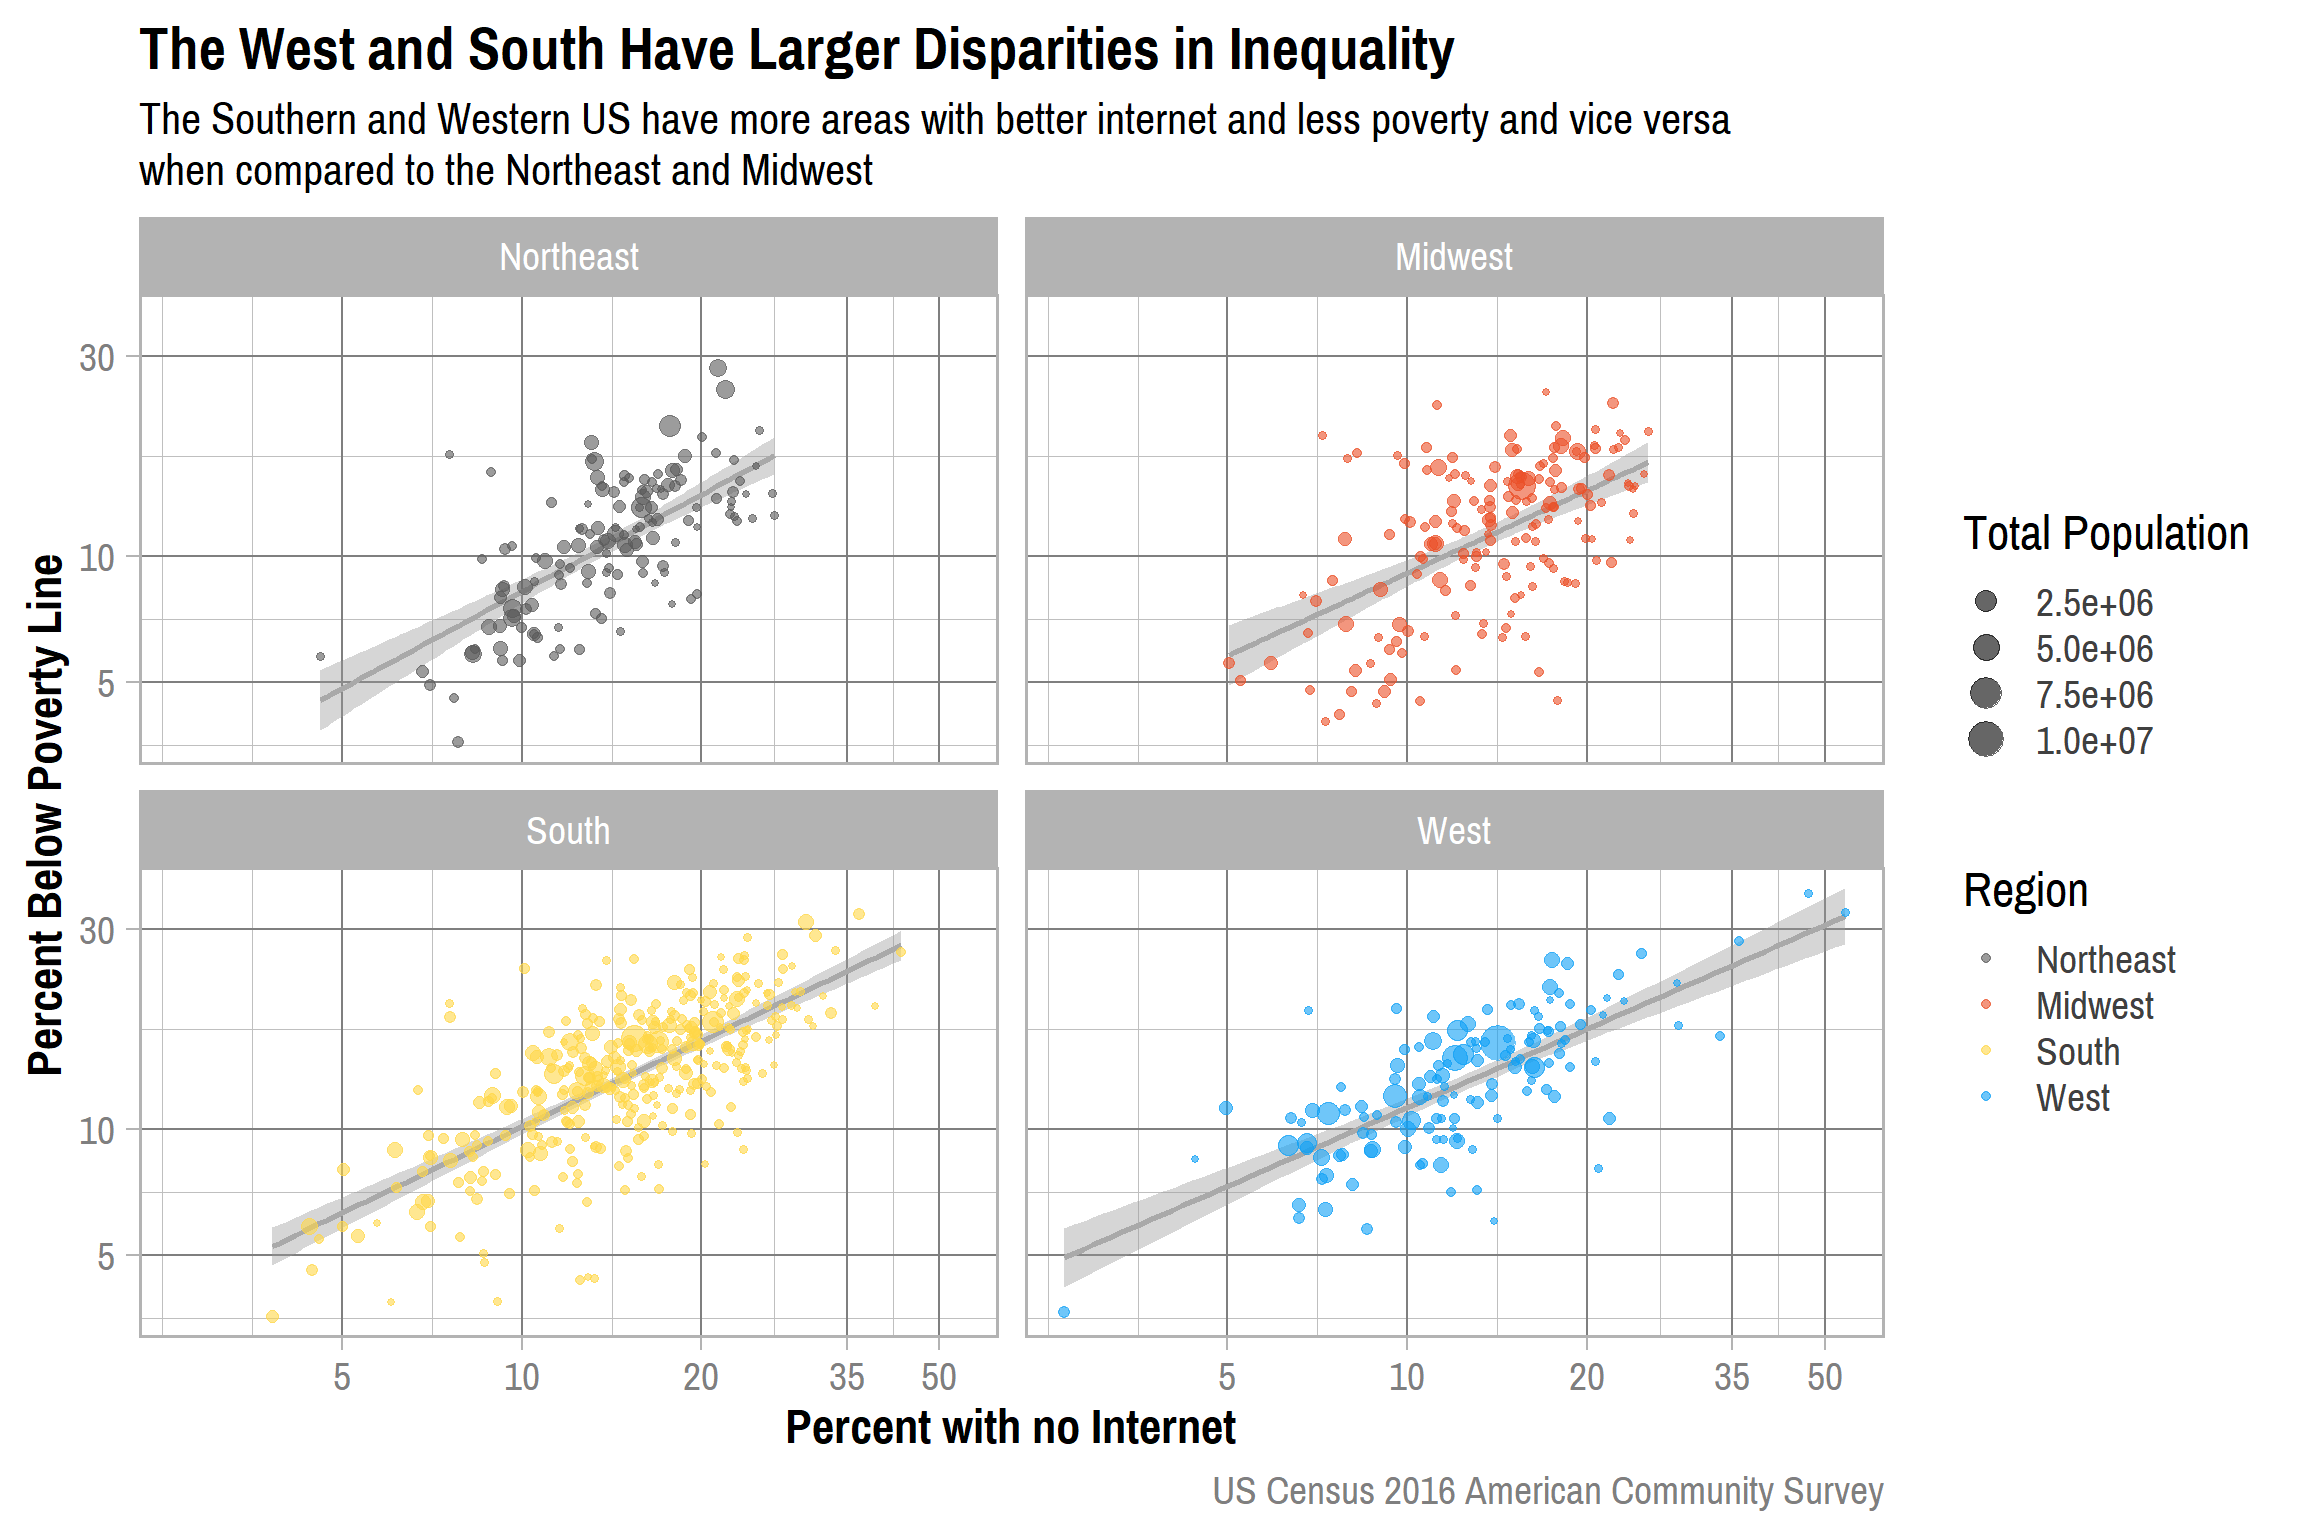 The West and South Have Larger Disparities in Inequality
The Southern and Western US have more areas with better internet and less poverty and vice versa
when compared to the Northeast and Midwest
Northeast
Midwest
30
10
5
South
West
30
10
5
5
10
20
35
50
5
10
20
35
50
Percent Below Poverty Line
Percent with no Internet
Total Population
2.5e+06
5.0e+06
7.5e+06
1.0e+07
Region
Northeast
Midwest
South
West
US Census 2016 American Community Survey